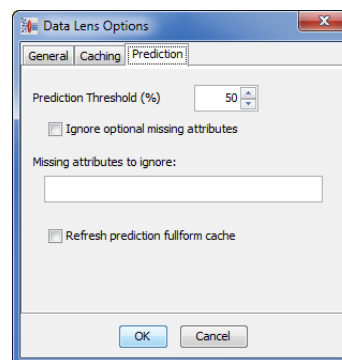 Data Lens Options
General Caching Prediction
Prediction Threshold (%) 50
Ignore optional missing attributes
Missing attributes to ignore:
Refresh prediction fullform cache
OK Cancel